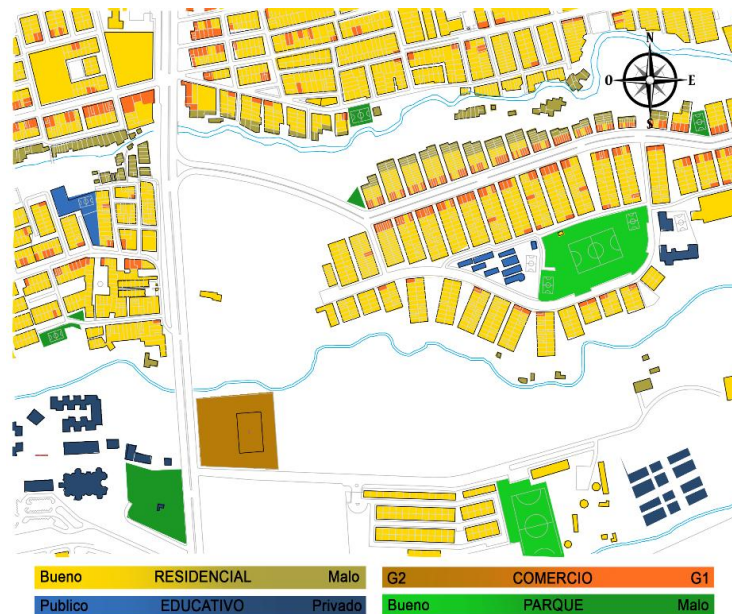 N
O E
S
Bueno RESIDENCIAL Malo
G2 COMERCIO G1
Publico EDUCATIVO Privado
Bueno PARQUE Malo